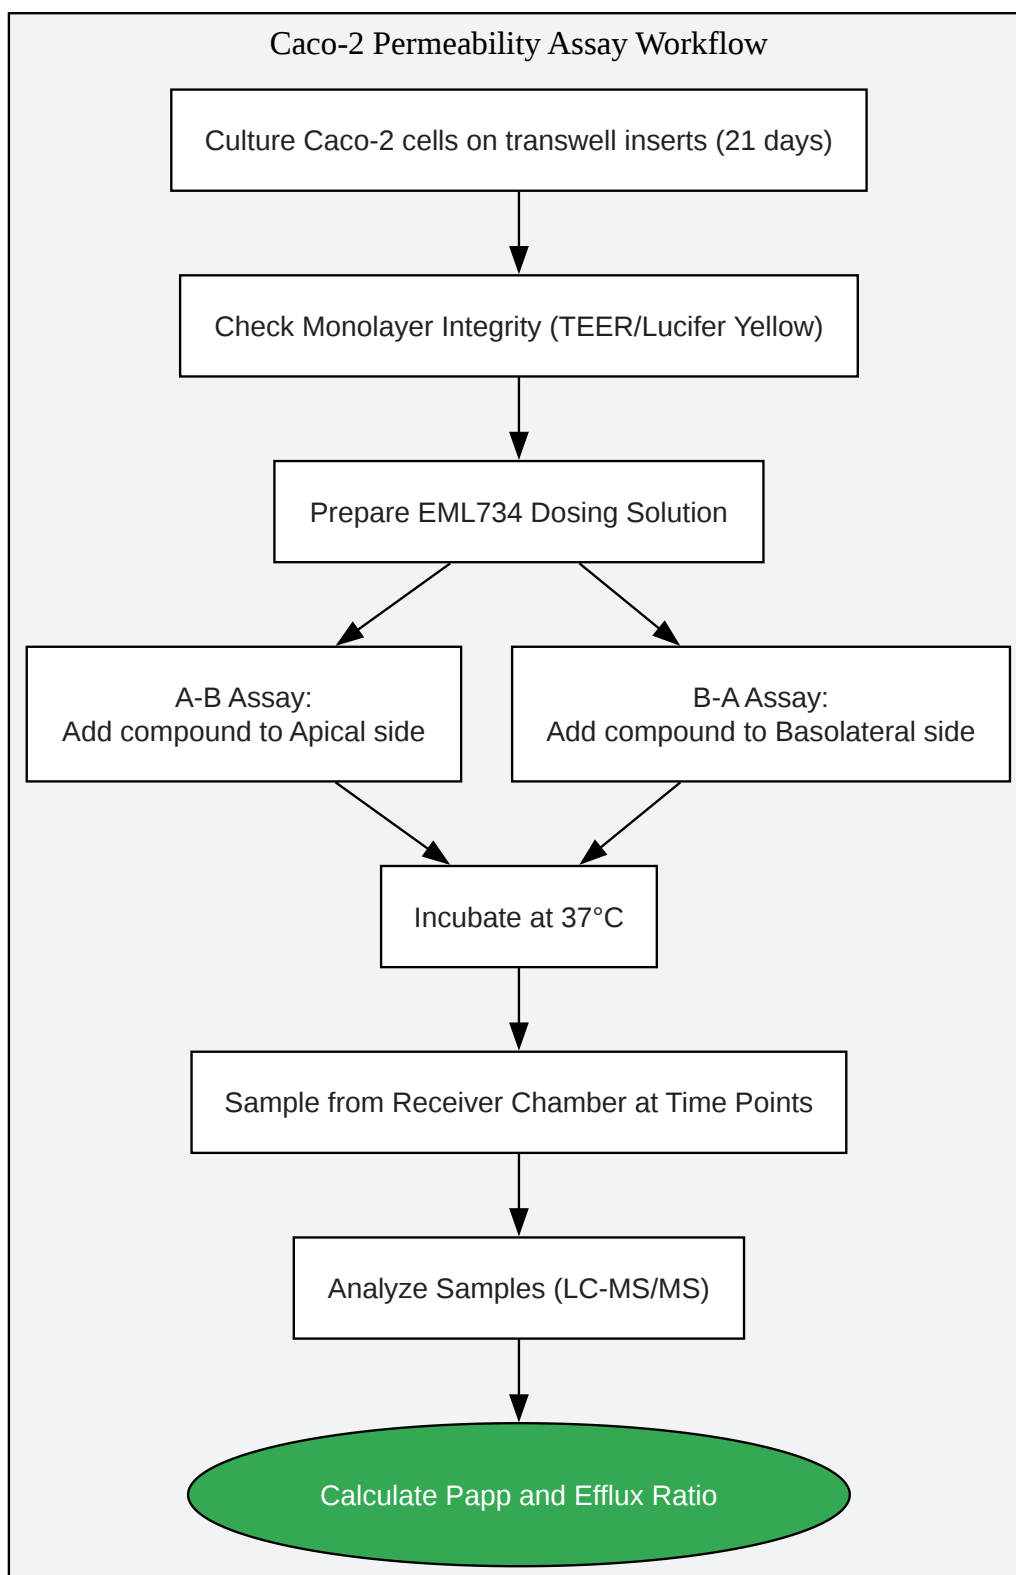 Caco-2 Permeability Assay Workflow
Culture Caco-2 cells on transwell inserts (21 days)
Check Monolayer Integrity (TEER/Lucifer Yellow)
Prepare EML734 Dosing Solution
A-B Assay:
Add compound to Apical side
B-A Assay:
Add compound to Basolateral side
Incubate at 37°C
Sample from Receiver Chamber at Time Points
Analyze Samples (LC-MS/MS)
Calculate Papp and Efflux Ratio